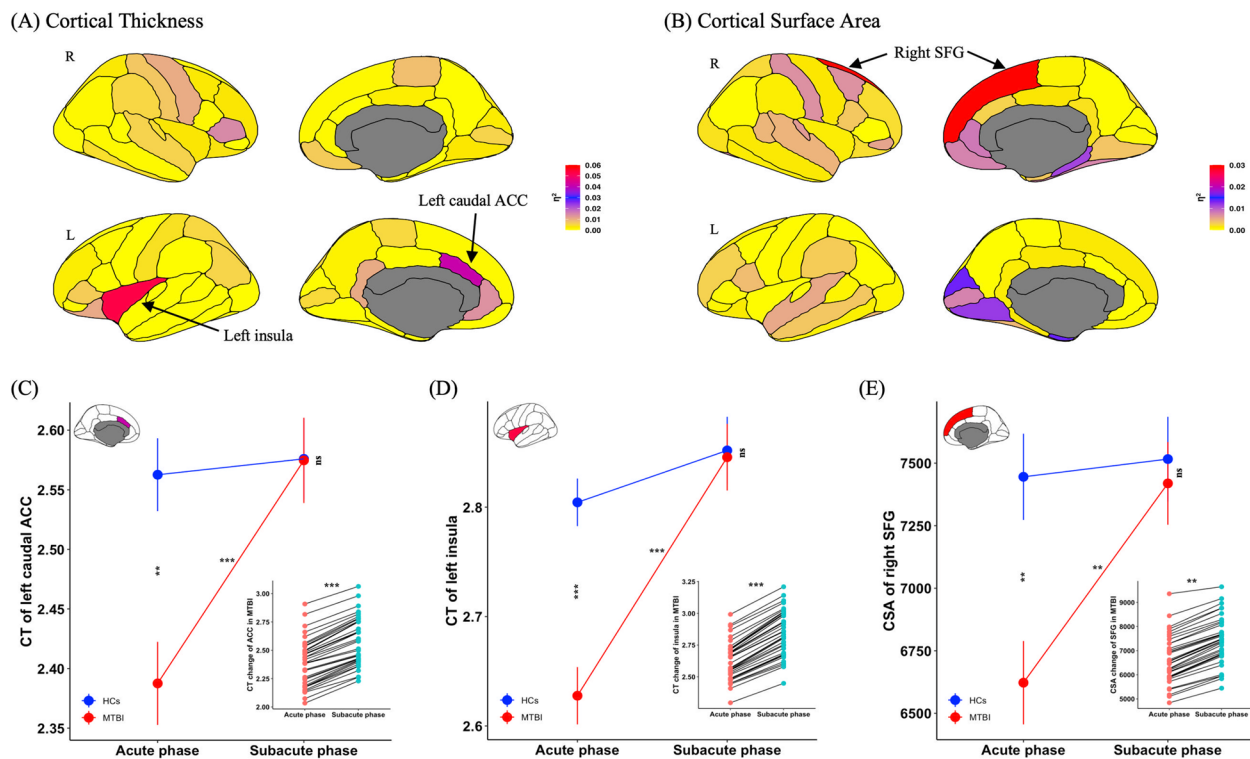 (A) Cortical Thickness
(B) Cortical Surface Area
R
R
Right SFG
0.06
0.05
0.04
0.03
0.02
0.01
0.00
η²
0.03
0.02
0.01
0.00
η²
Left caudal ACC
L
L
Left insula
(C)
(D)
(E)
CT of left caudal ACC
2.60
2.55
2.50
2.45
2.40
2.35
ns
**
***
CT change of ACC in MTBI
***
3.00
2.75
2.50
2.25
2.00
Acute phase
Subacute phase
HCs
MTBI
Acute phase
Subacute phase
CT of left insula
2.8
2.7
2.6
ns
***
***
CT change of insula in MTBI
***
3.25
3.00
2.75
2.50
2.25
Acute phase
Subacute phase
HCs
MTBI
Acute phase
Subacute phase
CSA of right SFG
7500
7250
7000
6750
6500
ns
**
**
CSA change of SFG in MTBI
**
9000
8000
7000
6000
5000
Acute phase
Subacute phase
HCs
MTBI
Acute phase
Subacute phase